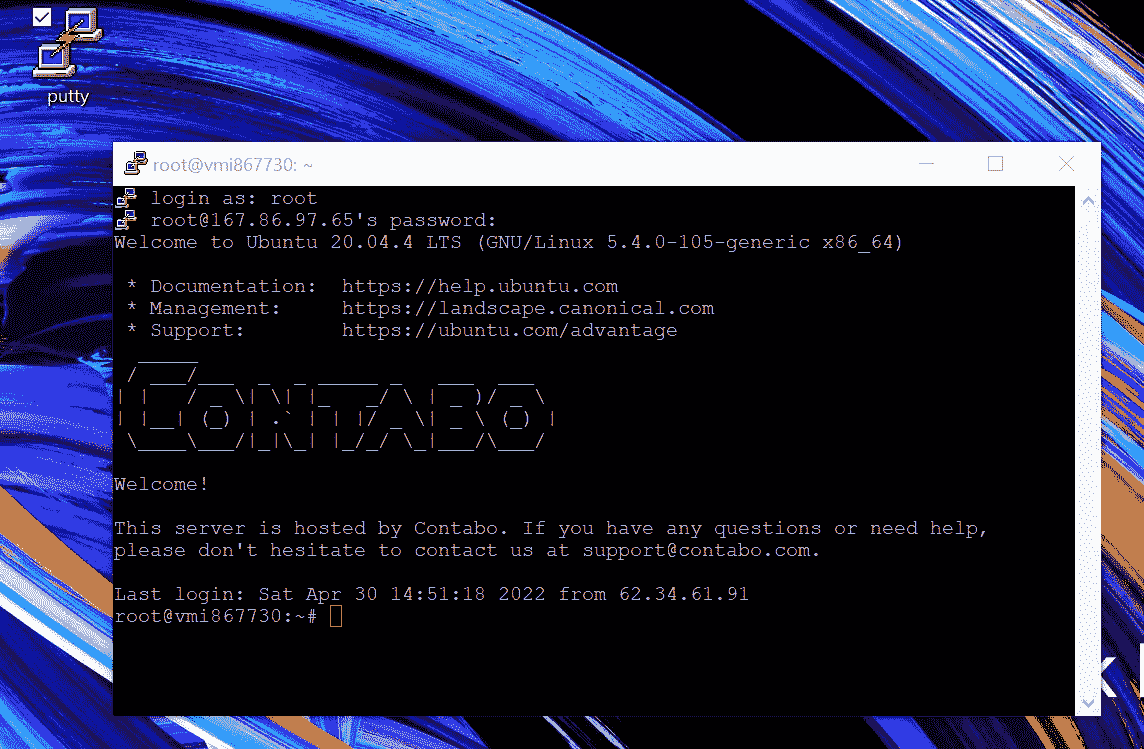 putty
root@vmi867730: ~
login as: root
root@167.86.97.65's password:
Welcome to Ubuntu 20.04.4 LTS (GNU/Linux 5.4.0-105-generic x86_64)
* Documentation: https://help.ubuntu.com
* Management: https://landscape.canonical.com
* Support: https://ubuntu.com/advantage
CONTABO
Welcome!
This server is hosted by Contabo. If you have any questions or need help,
please don't hesitate to contact us at support@contabo.com.
Last login: Sat Apr 30 14:51:18 2022 from 62.34.61.91
root@vmi867730:~#